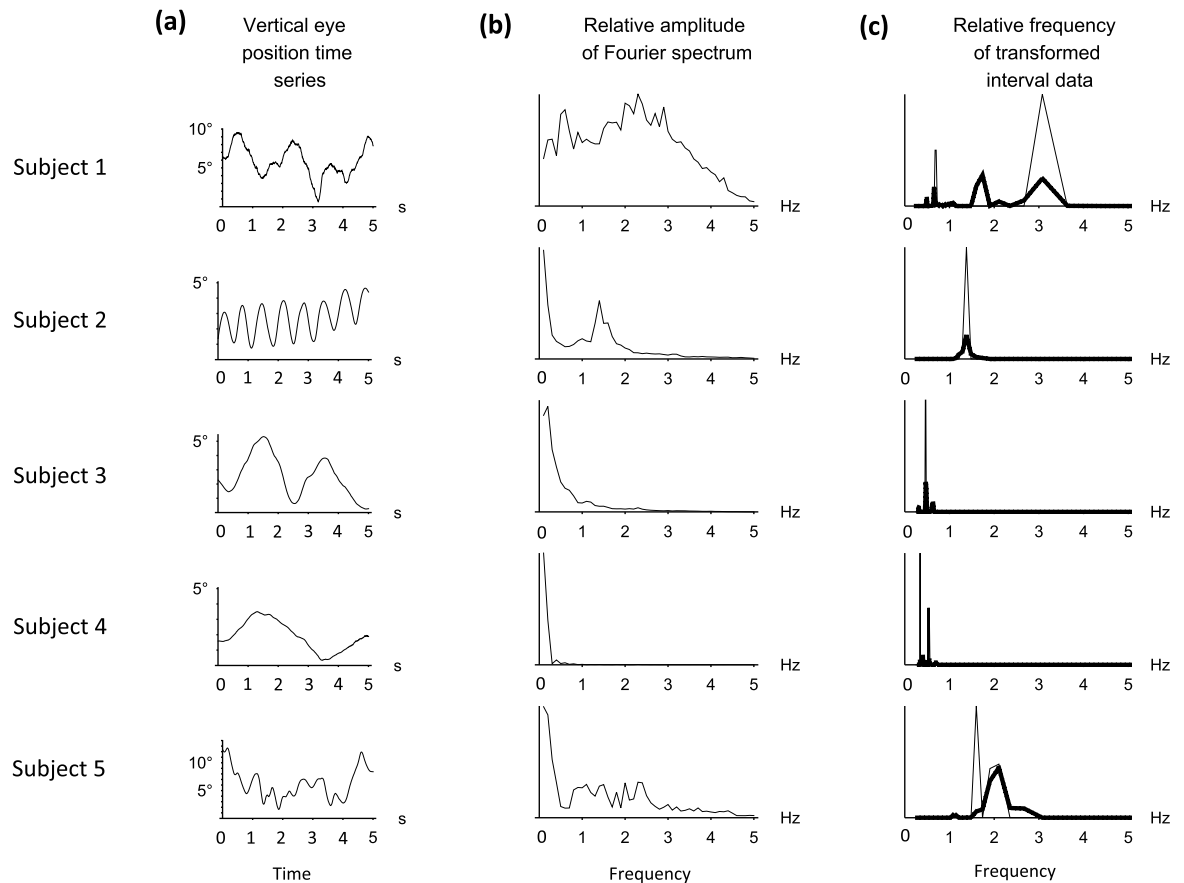 (a) Vertical eye
position time
series
(b) Relative amplitude
of Fourier spectrum
(c) Relative frequency
of transformed
interval data
Subject 1
10°
5°
0 1 2 3 4 5 s
0 1 2 3 4 5 Hz
0 1 2 3 4 5 Hz
Subject 2
5°
0 1 2 3 4 5 s
0 1 2 3 4 5 Hz
0 1 2 3 4 5 Hz
Subject 3
5°
0 1 2 3 4 5 s
0 1 2 3 4 5 Hz
0 1 2 3 4 5 Hz
Subject 4
5°
0 1 2 3 4 5 s
0 1 2 3 4 5 Hz
0 1 2 3 4 5 Hz
Subject 5
10°
5°
0 1 2 3 4 5 s
0 1 2 3 4 5 Hz
0 1 2 3 4 5 Hz
Time
Frequency
Frequency